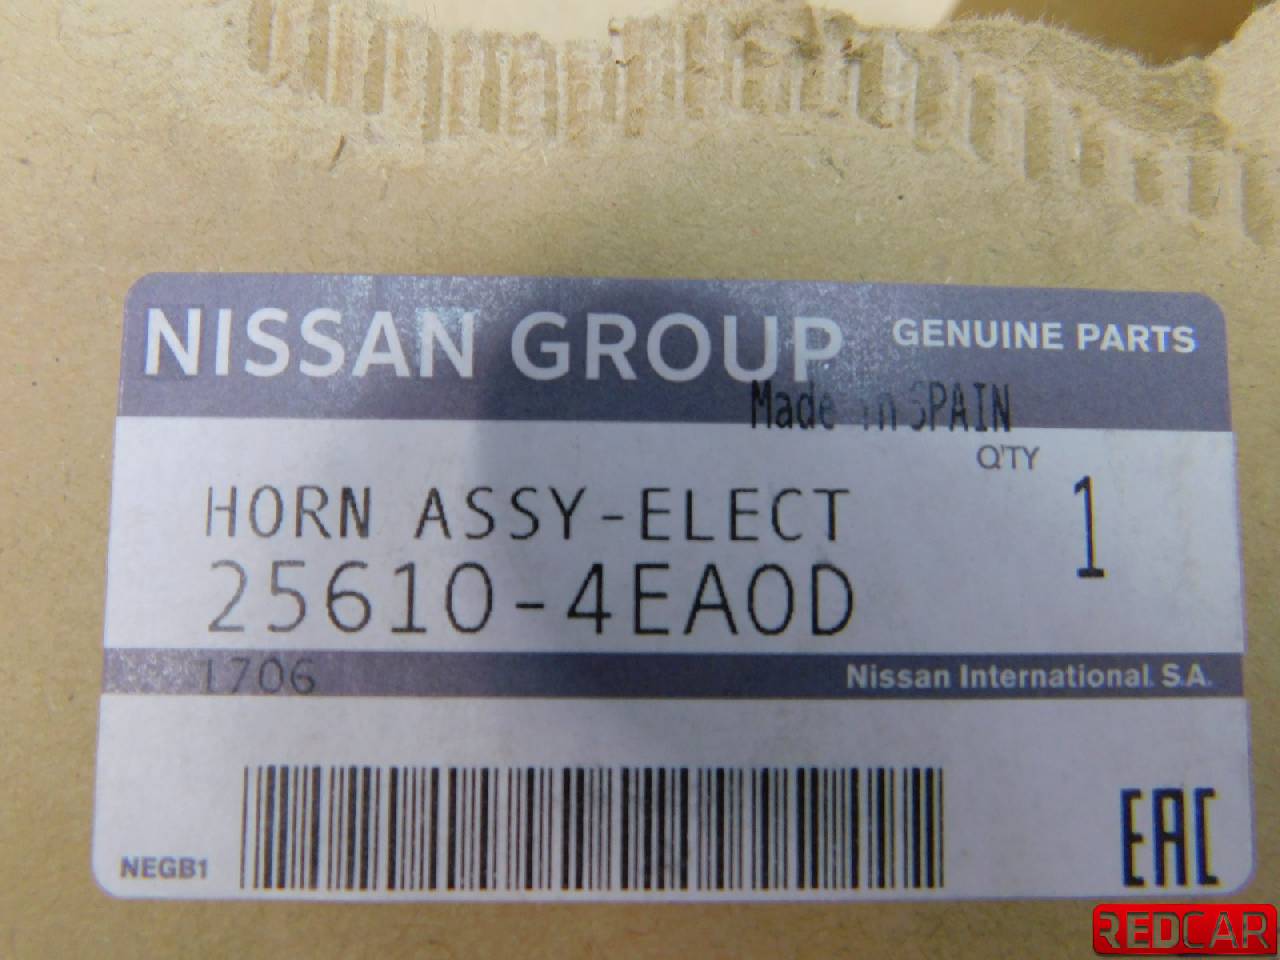 NISSAN GROUP GENUINE PARTS
Made in SPAIN
Q'TY
HORN ASSY-ELECT 1
25610-4EA0D
1706 Nissan International S.A.
NEGB1
EAC
REDCAR